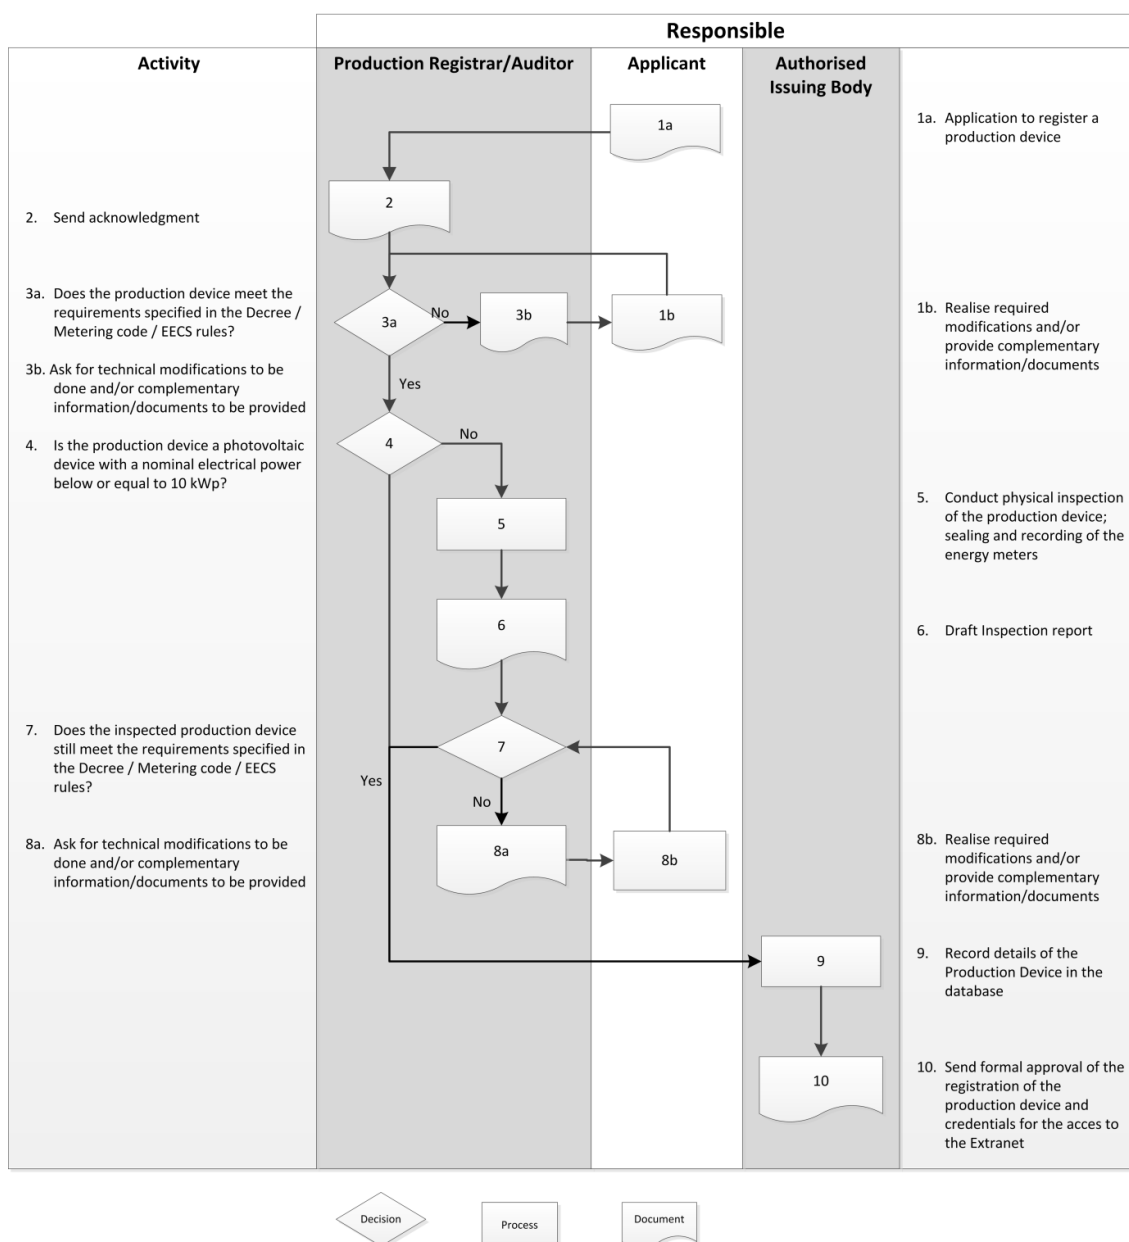 Responsible
Activity
Production Registrar/Auditor
Applicant
Authorised
Issuing Body
1a
1a. Application to register a
production device
2
2. Send acknowledgment
3a. Does the production device meet the
requirements specified in the Decree /
Metering code / EECS rules?
3a
No
3b
1b
1b. Realise required
modifications and/or
provide complementary
information/documents
3b. Ask for technical modifications to be
done and/or complementary
information/documents to be provided
Yes
4. Is the production device a photovoltaic
device with a nominal electrical power
below or equal to 10 kWp?
4
No
5
5. Conduct physical inspection
of the production device;
sealing and recording of the
energy meters
6
6. Draft Inspection report
7. Does the inspected production device
still meet the requirements specified in
the Decree / Metering code / EECS
rules?
7
Yes
No
8a. Ask for technical modifications to be
done and/or complementary
information/documents to be provided
8a
8b
8b. Realise required
modifications and/or
provide complementary
information/documents
9
9. Record details of the
Production Device in the
database
10
10. Send formal approval of the
registration of the
production device and
credentials for the acces to
the Extranet
Decision
Process
Document